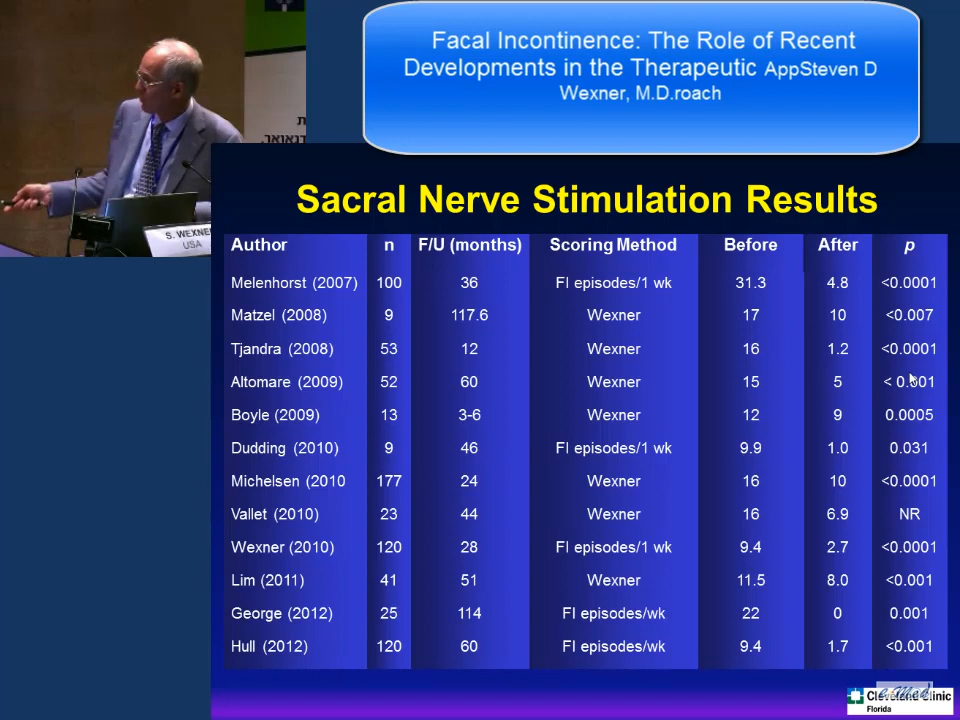 Facal Incontinence: The Role of Recent
Developments in the Therapeutic AppSteven D
Wexner, M.D.roach
S. WEXNER
USA
Sacral Nerve Stimulation Results
Author n F/U (months) Scoring Method Before After p
Melenhorst (2007) 100 36 FI episodes/1 wk 31.3 4.8 <0.0001
Matzel (2008) 9 117.6 Wexner 17 10 <0.007
Tjandra (2008) 53 12 Wexner 16 1.2 <0.0001
Altomare (2009) 52 60 Wexner 15 5 < 0.001
Boyle (2009) 13 3-6 Wexner 12 9 0.0005
Dudding (2010) 9 46 FI episodes/1 wk 9.9 1.0 0.031
Michelsen (2010 177 24 Wexner 16 10 <0.0001
Vallet (2010) 23 44 Wexner 16 6.9 NR
Wexner (2010) 120 28 FI episodes/1 wk 9.4 2.7 <0.0001
Lim (2011) 41 51 Wexner 11.5 8.0 <0.001
George (2012) 25 114 FI episodes/wk 22 0 0.001
Hull (2012) 120 60 FI episodes/wk 9.4 1.7 <0.001
Cleveland Clinic
Florida